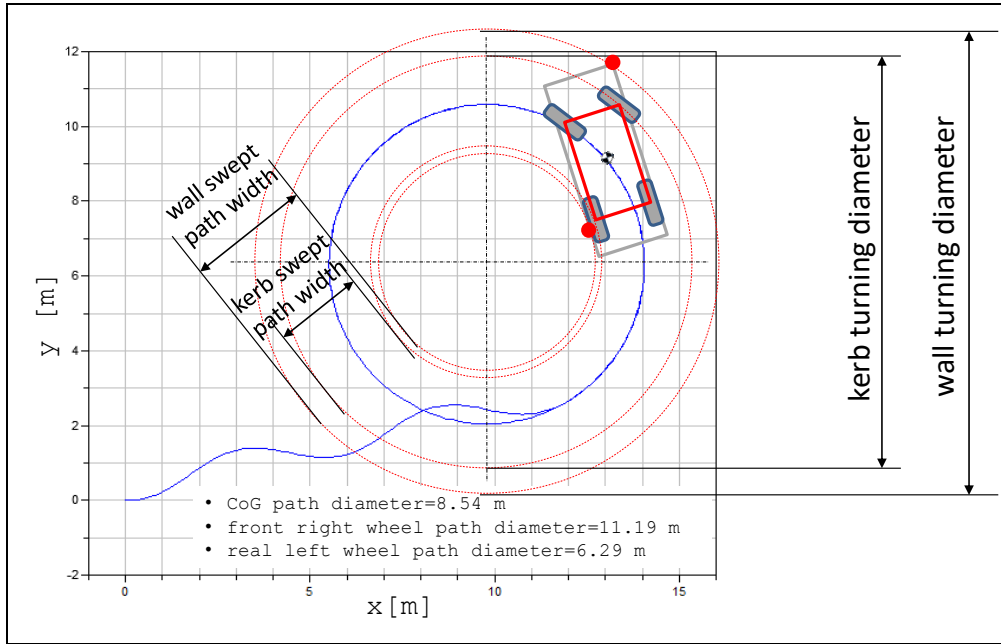 wall swept
path width
kerb swept
path width
12
10
8
6
4
2
0
-2
y [m]
0
5
10
15
x [m]
• CoG path diameter=8.54 m
• front right wheel path diameter=11.19 m
• real left wheel path diameter=6.29 m
kerb turning diameter
wall turning diameter